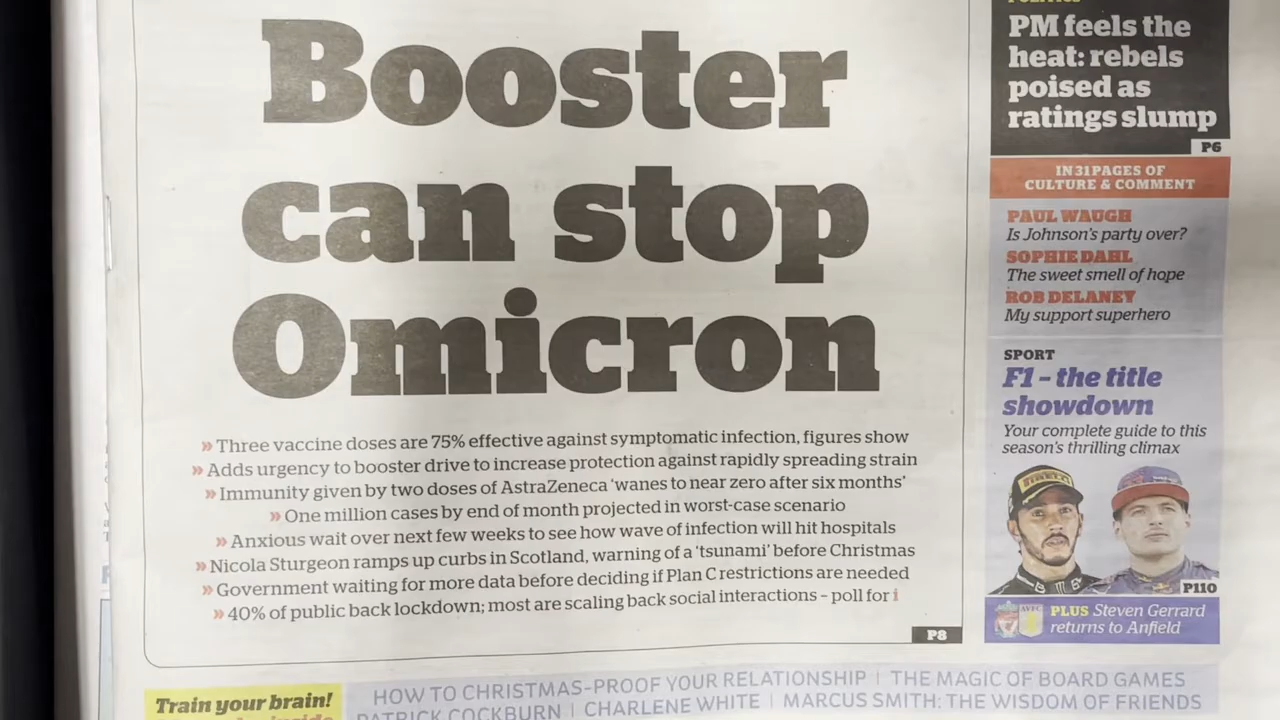 Booster
can stop
Omicron
» Three vaccine doses are 75% effective against symptomatic infection, figures show
» Adds urgency to booster drive to increase protection against rapidly spreading strain
» Immunity given by two doses of AstraZeneca ‘wanes to near zero after six months’
» One million cases by end of month projected in worst-case scenario
» Anxious wait over next few weeks to see how wave of infection will hit hospitals
» Nicola Sturgeon ramps up curbs in Scotland, warning of a ‘tsunami’ before Christmas
» Government waiting for more data before deciding if Plan C restrictions are needed
» 40% of public back lockdown; most are scaling back social interactions – poll for i
P8
PM feels the
heat: rebels
poised as
ratings slump
P6
IN 31 PAGES OF
CULTURE & COMMENT
PAUL WAUGH
Is Johnson's party over?
SOPHIE DAHL
The sweet smell of hope
ROB DELANEY
My support superhero
SPORT
F1 – the title
showdown
Your complete guide to this
season's thrilling climax
PIRELLI
P110
AVFC
PLUS Steven Gerrard
returns to Anfield
Train your brain!
HOW TO CHRISTMAS-PROOF YOUR RELATIONSHIP | THE MAGIC OF BOARD GAMES
PATRICK COCKBURN | CHARLENE WHITE | MARCUS SMITH: THE WISDOM OF FRIENDS